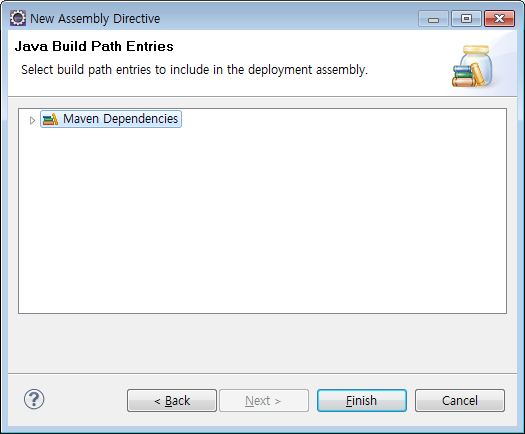 New Assembly Directive
Java Build Path Entries
Select build path entries to include in the deployment assembly.
Maven Dependencies
?
< Back
Next >
Finish
Cancel